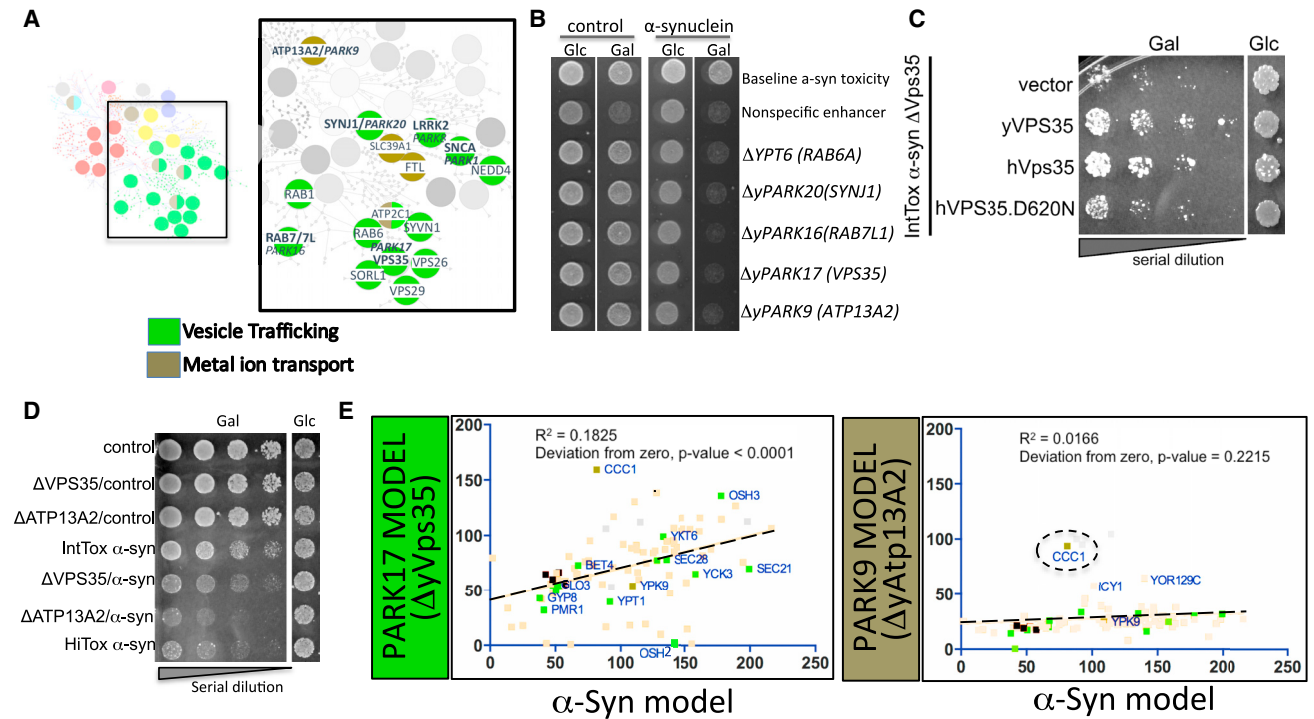 A
ATP13A2/PARK9
SYNJ1/PARK20
LRRK2
PARK8
SLC39A1
SNCA
PARK1
FTL
NEDD4
RAB1
ATP2C1
RAB6
SYVN1
RAB7/7L
PARK16
PARK17
VPS35
VPS26
SORL1
VPS29
Vesicle Trafficking
Metal ion transport
B
control
α-synuclein
Glc Gal Glc Gal
Baseline a-syn toxicity
Nonspecific enhancer
ΔYPT6 (RAB6A)
ΔyPARK20(SYNJ1)
ΔyPARK16(RAB7L1)
ΔyPARK17 (VPS35)
ΔyPARK9 (ATP13A2)
C
IntTox α-syn ΔVps35
Gal Glc
vector
yVPS35
hVps35
hVPS35.D620N
serial dilution
D
Gal Glc
control
ΔVPS35/control
ΔATP13A2/control
IntTox α-syn
ΔVPS35/α-syn
ΔATP13A2/α-syn
HiTox α-syn
Serial dilution
E
PARK17 MODEL
(ΔyVps35)
R² = 0.1825
Deviation from zero, p-value < 0.0001
200
150
100
50
0
CCC1
OSH3
YKT6
BET4
SEC28
SEC21
YCK3
SLO3
YPK9
GYP8
YPT1
PMR1
OSH2
0 50 100 150 200 250
α-Syn model
PARK9 MODEL
(ΔyAtp13A2)
R² = 0.0166
Deviation from zero, p-value = 0.2215
200
150
100
50
0
CCC1
ICY1
YOR129C
YPK9
0 50 100 150 200 250
α-Syn model